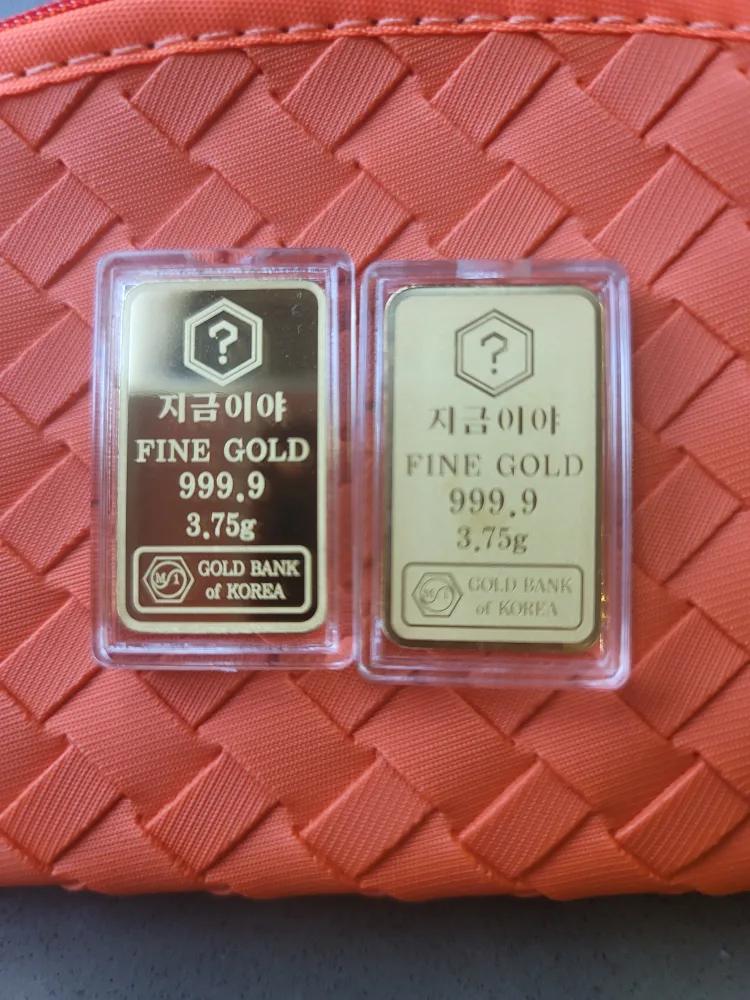 ?
지금이야
FINE GOLD
999.9
3.75g
MSI
GOLD BANK
of KOREA
?
지금이야
FINE GOLD
999.9
3.75g
GOLD BANK
of KOREA